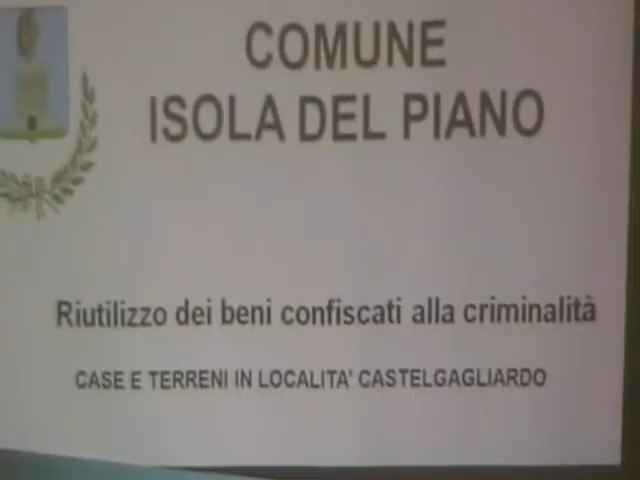 COMUNE
ISOLA DEL PIANO
Riutilizzo dei beni confiscati alla criminalità
CASE E TERRENI IN LOCALITA' CASTELGAGLIARDO